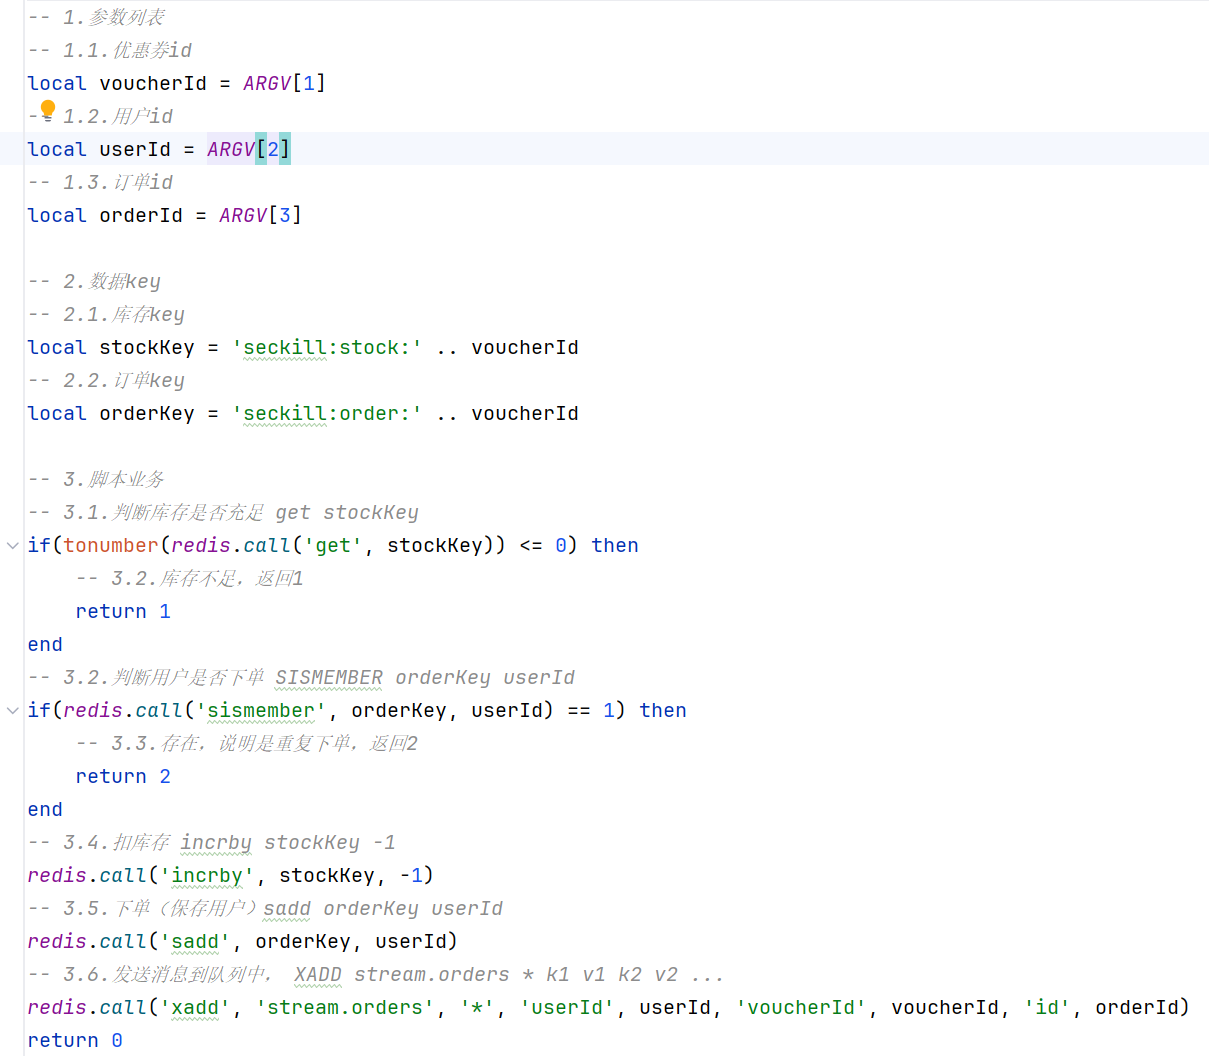 -- 1.参数列表
-- 1.1.优惠券id
local voucherId = ARGV[1]
-- 1.2.用户id
local userId = ARGV[2]
-- 1.3.订单id
local orderId = ARGV[3]
-- 2.数据key
-- 2.1.库存key
local stockKey = 'seckill:stock:' .. voucherId
-- 2.2.订单key
local orderKey = 'seckill:order:' .. voucherId
-- 3.脚本业务
-- 3.1.判断库存是否充足 get stockKey
if(tonumber(redis.call('get', stockKey)) <= 0) then
    -- 3.2.库存不足，返回1
    return 1
end
-- 3.2.判断用户是否下单 SISMEMBER orderKey userId
if(redis.call('sismember', orderKey, userId) == 1) then
    -- 3.3.存在，说明是重复下单，返回2
    return 2
end
-- 3.4.扣库存 incrby stockKey -1
redis.call('incrby', stockKey, -1)
-- 3.5.下单（保存用户）sadd orderKey userId
redis.call('sadd', orderKey, userId)
-- 3.6.发送消息到队列中， XADD stream.orders * k1 v1 k2 v2 ...
redis.call('xadd', 'stream.orders', '*', 'userId', userId, 'voucherId', voucherId, 'id', orderId)
return 0